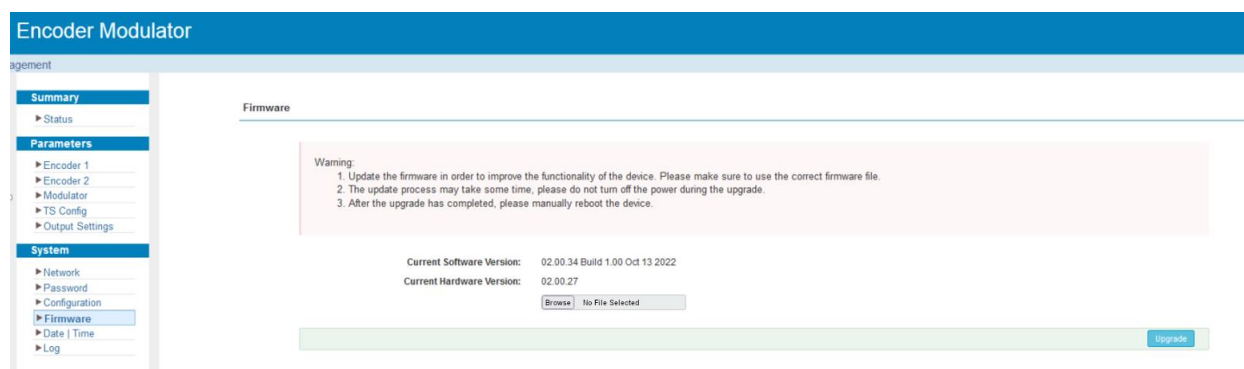 Encoder Modulator
agement
Summary
Status
Parameters
Encoder 1
Encoder 2
Modulator
TS Config
Output Settings
System
Network
Password
Configuration
Firmware
Date | Time
Log
Firmware
Warning:
1. Update the firmware in order to improve the functionality of the device. Please make sure to use the correct firmware file.
2. The update process may take some time, please do not turn off the power during the upgrade.
3. After the upgrade has completed, please manually reboot the device.
Current Software Version: 02.00.34 Build 1.00 Oct 13 2022
Current Hardware Version: 02.00.27
Browse No File Selected
Upgrade